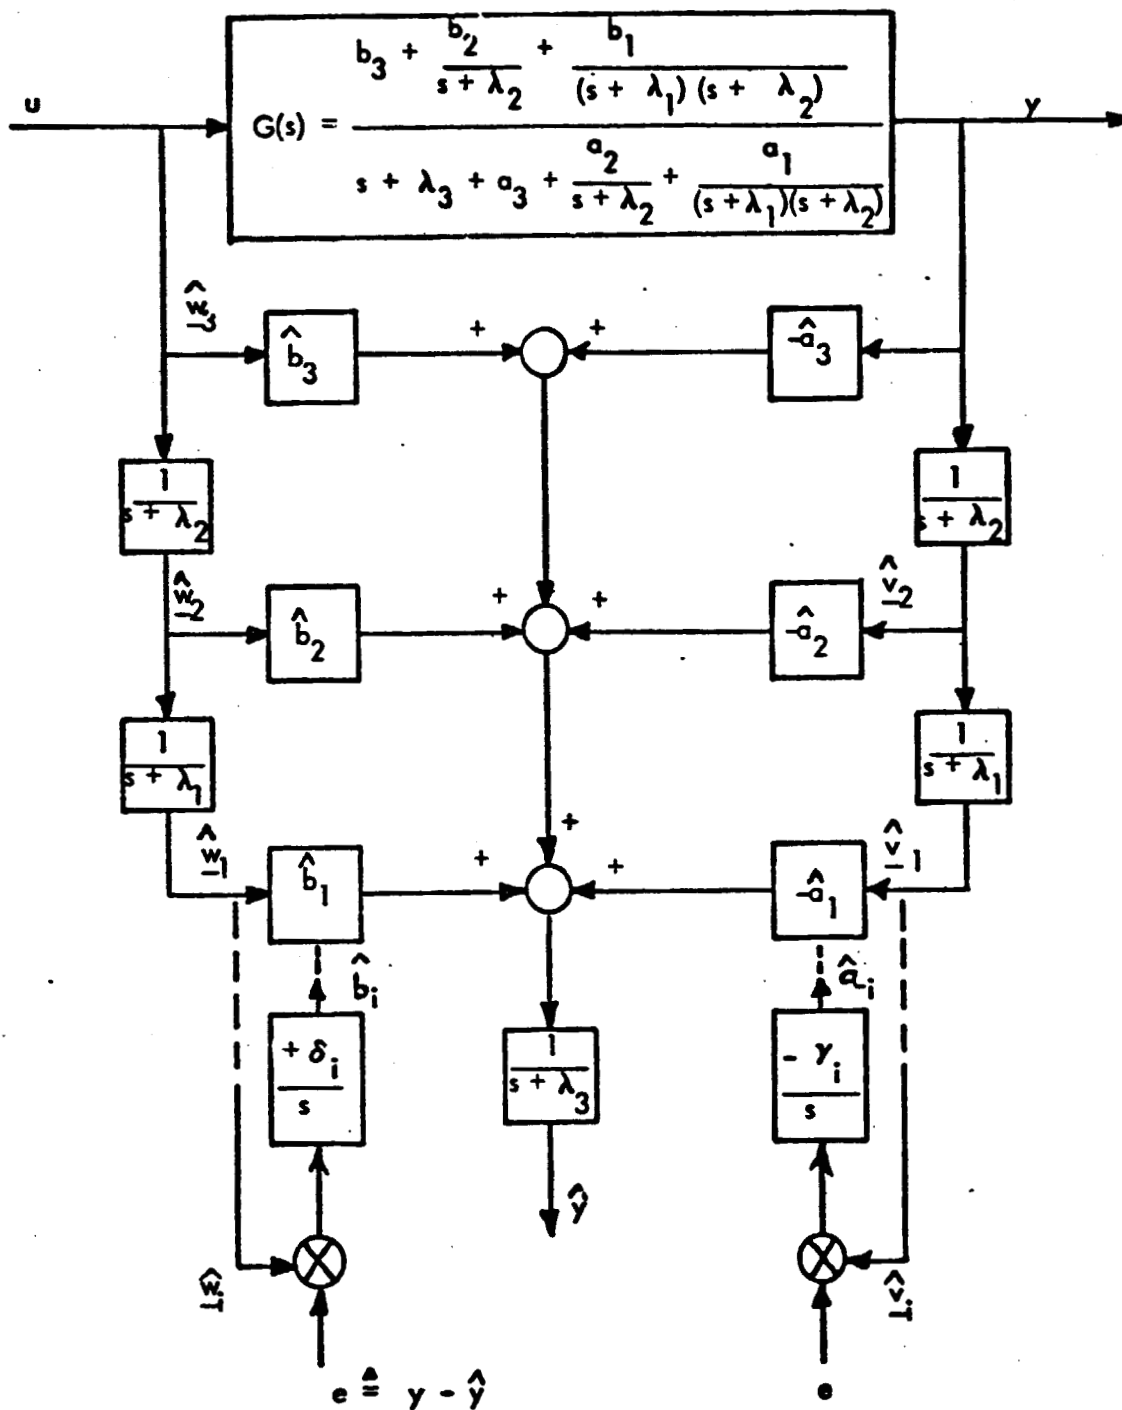 u
G(s) =
b₃ + b₂ / (s + λ₂) + b₁ / ((s + λ₁) (s + λ₂))
s + λ₃ + a₃ + a₂ / (s + λ₂) + a₁ / ((s + λ₁)(s + λ₂))
y
ŵ₃
b̂₃
+
+
-â₃
1 / (s + λ₂)
1 / (s + λ₂)
ŵ₂
b̂₂
+
+
-â₂
v̂₂
1 / (s + λ₁)
1 / (s + λ₁)
+
ŵ₁
b̂₁
+
+
-â₁
v̂₁
b̂ᵢ
âᵢ
+ δᵢ / s
1 / (s + λ₃)
- γᵢ / s
ŷ
ŵᵢ
v̂ᵢ
e ≜ y - ŷ
e